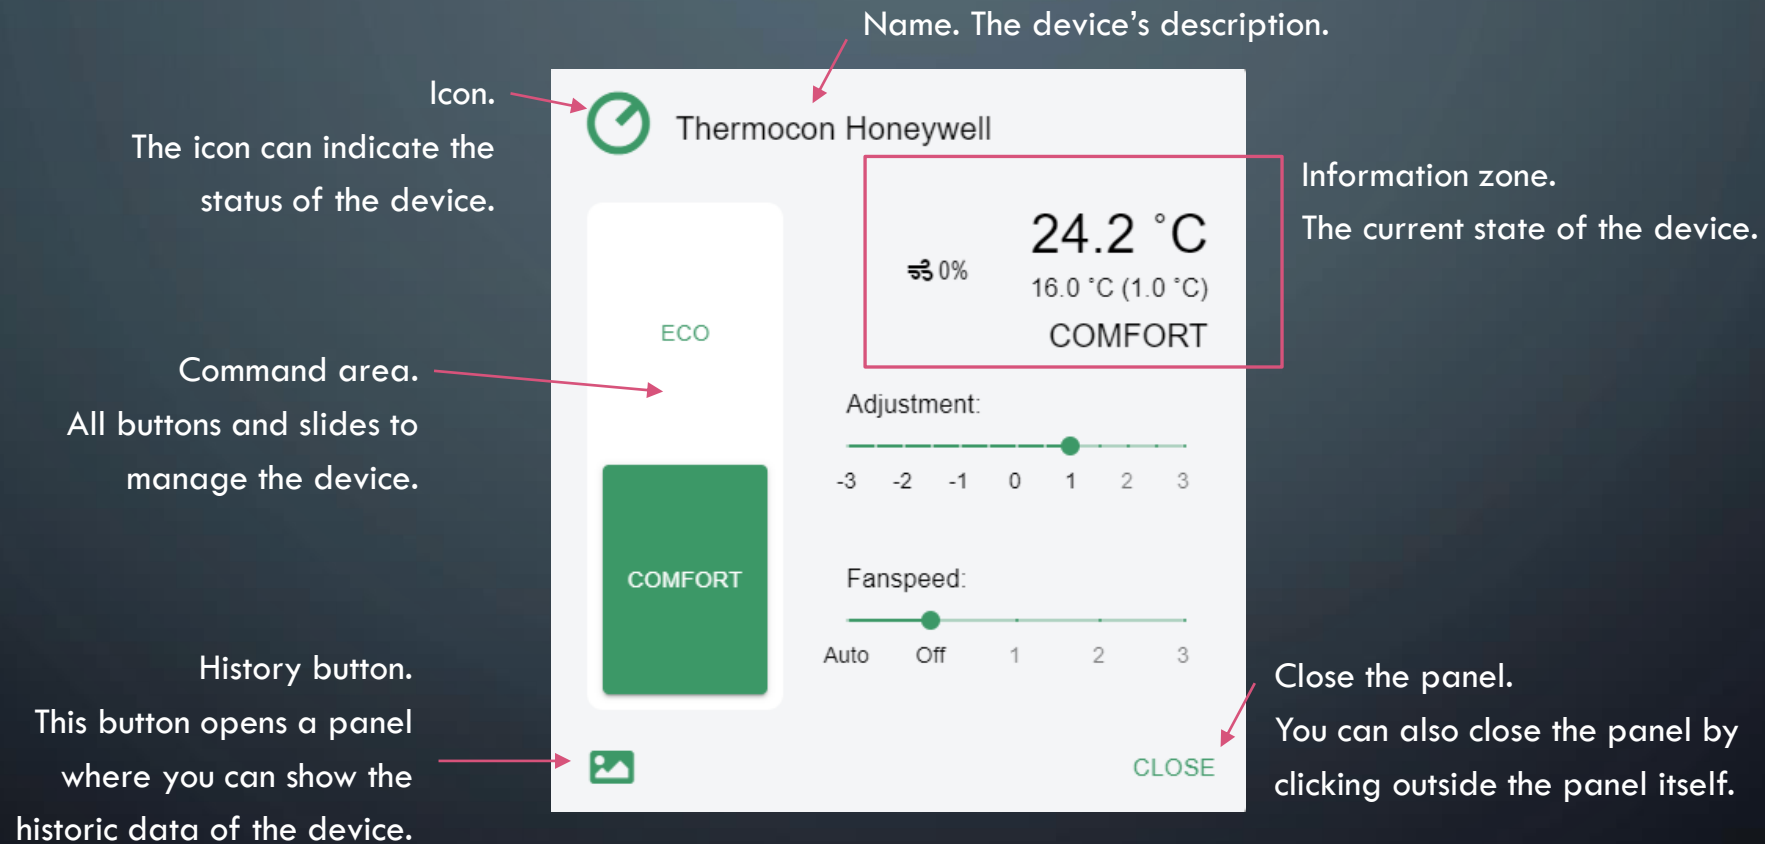 Name. The device's description.
Icon.
The icon can indicate the
status of the device.
Thermocon Honeywell
Information zone.
The current state of the device.
24.2 °C
0%
16.0 °C (1.0 °C)
COMFORT
ECO
Command area.
All buttons and slides to
manage the device.
Adjustment:
-3 -2 -1 0 1 2 3
COMFORT
Fanspeed:
Auto Off 1 2 3
History button.
This button opens a panel
where you can show the
historic data of the device.
Close the panel.
You can also close the panel by
clicking outside the panel itself.
CLOSE